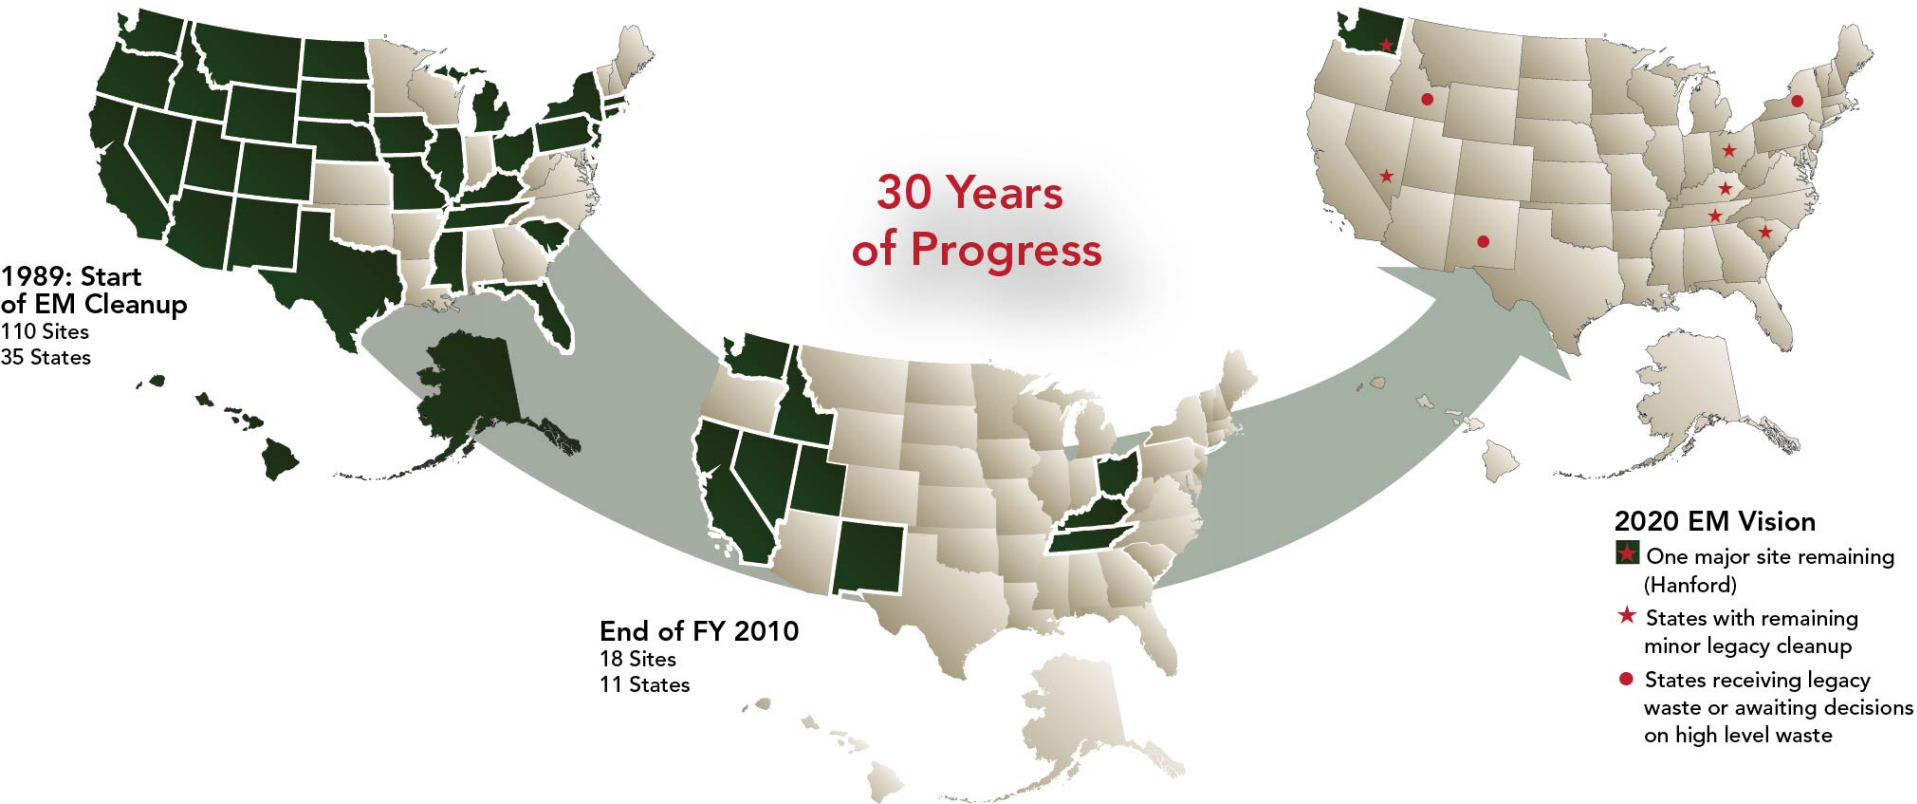 30 Years
of Progress
1989: Start
of EM Cleanup
110 Sites
35 States
End of FY 2010
18 Sites
11 States
2020 EM Vision
One major site remaining
(Hanford)
States with remaining
minor legacy cleanup
States receiving legacy
waste or awaiting decisions
on high level waste